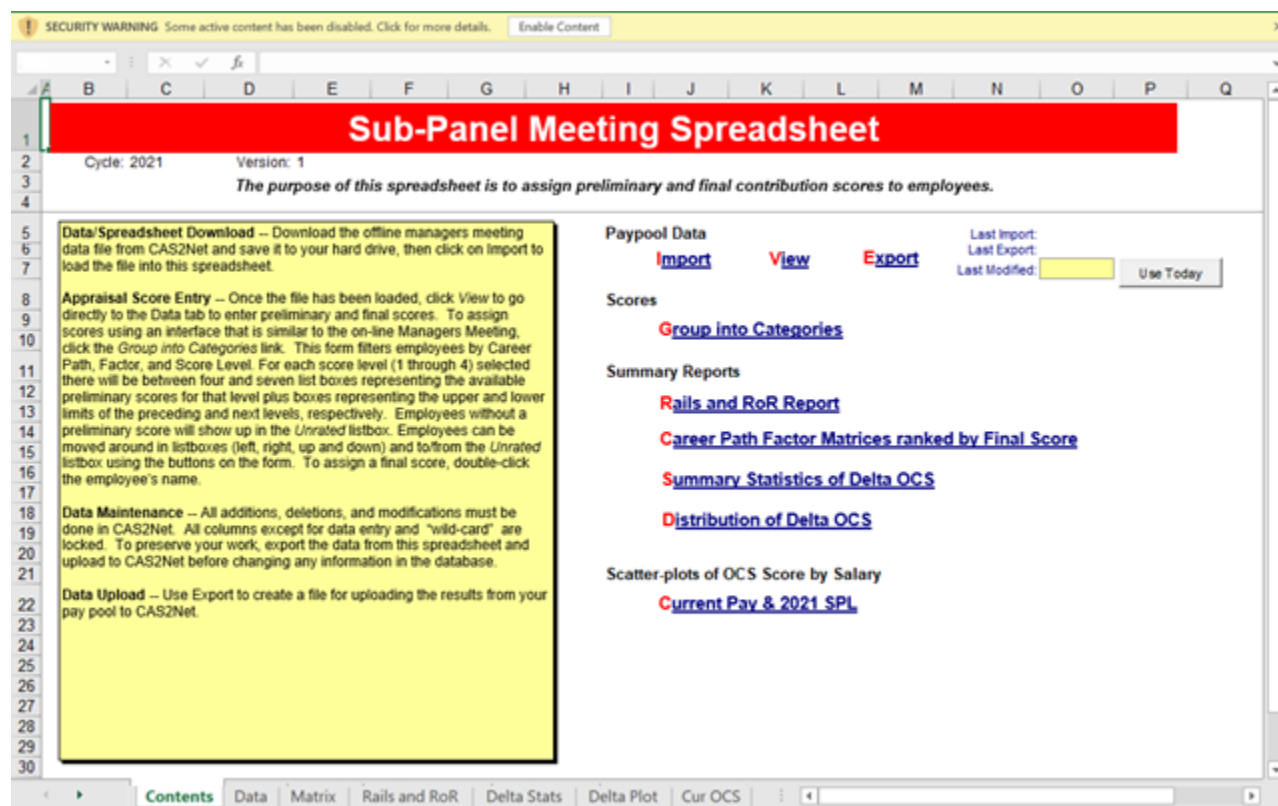 SECURITY WARNING Some active content has been disabled. Click for more details. Enable Content
fx
A B C D E F G H I J K L M N O P Q
1
Sub-Panel Meeting Spreadsheet
2
Cycle: 2021 Version: 1
3
The purpose of this spreadsheet is to assign preliminary and final contribution scores to employees.
4
5
6
7
8
9
10
11
12
13
14
15
16
17
18
19
20
21
22
23
24
25
26
27
28
29
30
Data/Spreadsheet Download -- Download the offline managers meeting
data file from CAS2Net and save it to your hard drive, then click on Import to
load the file into this spreadsheet.
Appraisal Score Entry -- Once the file has been loaded, click View to go
directly to the Data tab to enter preliminary and final scores. To assign
scores using an interface that is similar to the on-line Managers Meeting,
click the Group into Categories link. This form filters employees by Career
Path, Factor, and Score Level. For each score level (1 through 4) selected
there will be between four and seven list boxes representing the available
preliminary scores for that level plus boxes representing the upper and lower
limits of the preceding and next levels, respectively. Employees without a
preliminary score will show up in the Unrated listbox. Employees can be
moved around in listboxes (left, right, up and down) and to/from the Unrated
listbox using the buttons on the form. To assign a final score, double-click
the employee's name.
Data Maintenance -- All additions, deletions, and modifications must be
done in CAS2Net. All columns except for data entry and "wild-card" are
locked. To preserve your work, export the data from this spreadsheet and
upload to CAS2Net before changing any information in the database.
Data Upload -- Use Export to create a file for uploading the results from your
pay pool to CAS2Net.
Paypool Data
Import View Export
Last Import:
Last Export:
Last Modified:
Use Today
Scores
Group into Categories
Summary Reports
Rails and RoR Report
Career Path Factor Matrices ranked by Final Score
Summary Statistics of Delta OCS
Distribution of Delta OCS
Scatter-plots of OCS Score by Salary
Current Pay & 2021 SPL
Contents Data Matrix Rails and RoR Delta Stats Delta Plot Cur OCS